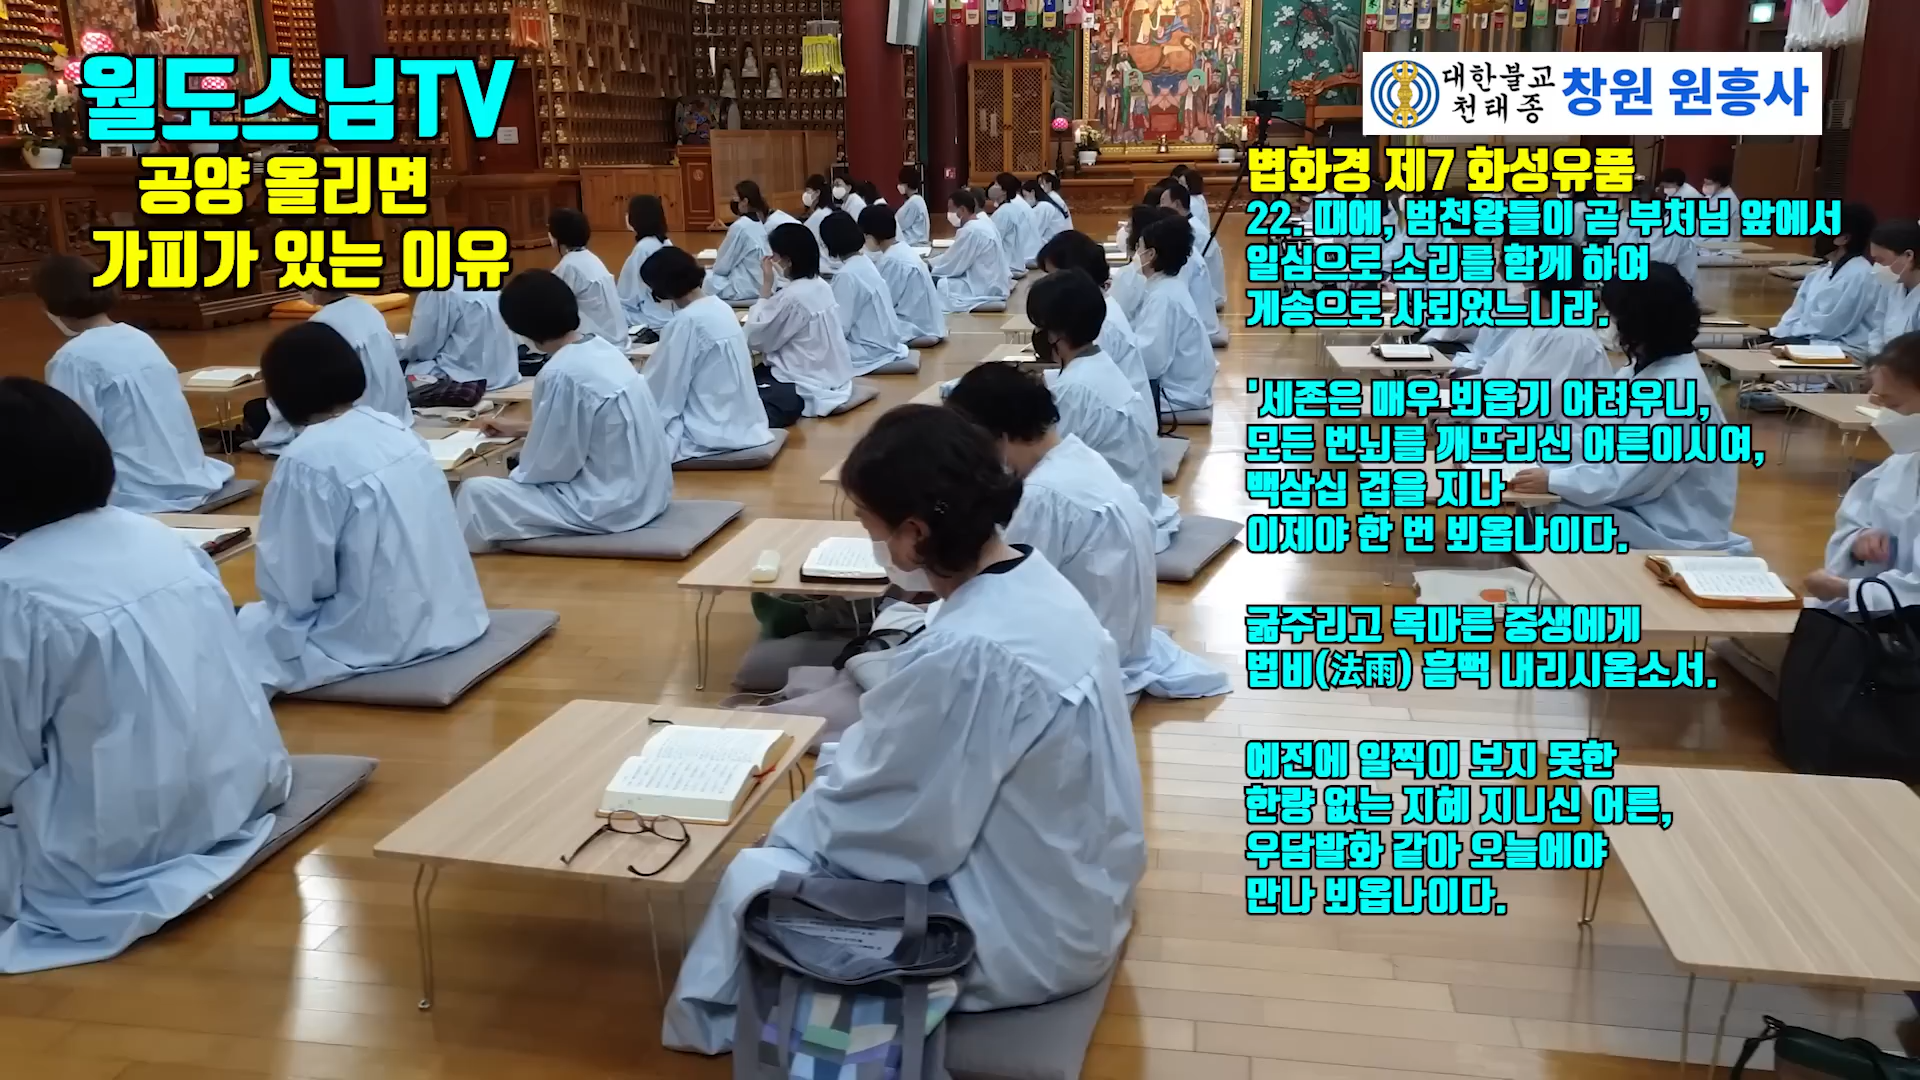 월도스님TV
공양 올리면
가피가 있는 이유
대한불교
천태종
창원 원흥사
볍화경 제7 화성유품
22. 때에, 범천왕들이 곧 부처님 앞에서
일심으로 소리를 함께 하여
게송으로 사뢰었느니라.
'세존은 매우 뵈옵기 어려우니,
모든 번뇌를 깨뜨리신 어른이시여,
백삼십 겁을 지나
이제야 한 번 뵈옵나이다.
굶주리고 목마른 중생에게
법비(法雨) 흠뻑 내리시옵소서.
예전에 일찍이 보지 못한
한량 없는 지혜 지니신 어른,
우담발화 같아 오늘에야
만나 뵈옵나이다.